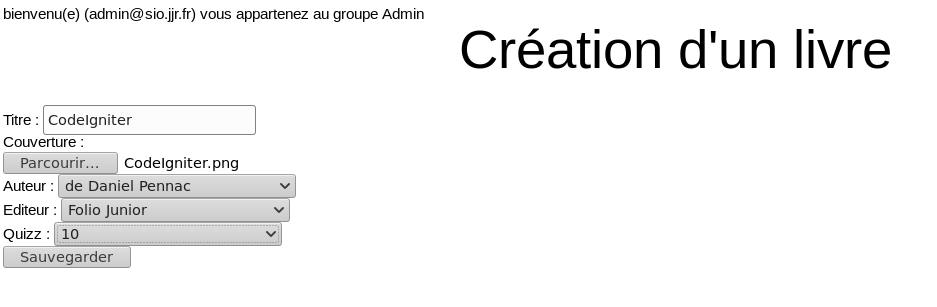 bienvenu(e) (admin@sio.jjr.fr) vous appartenez au groupe Admin
Création d'un livre
Titre : CodeIgniter
Couverture :
Parcourir... CodeIgniter.png
Auteur : de Daniel Pennac
Editeur : Folio Junior
Quizz : 10
Sauvegarder